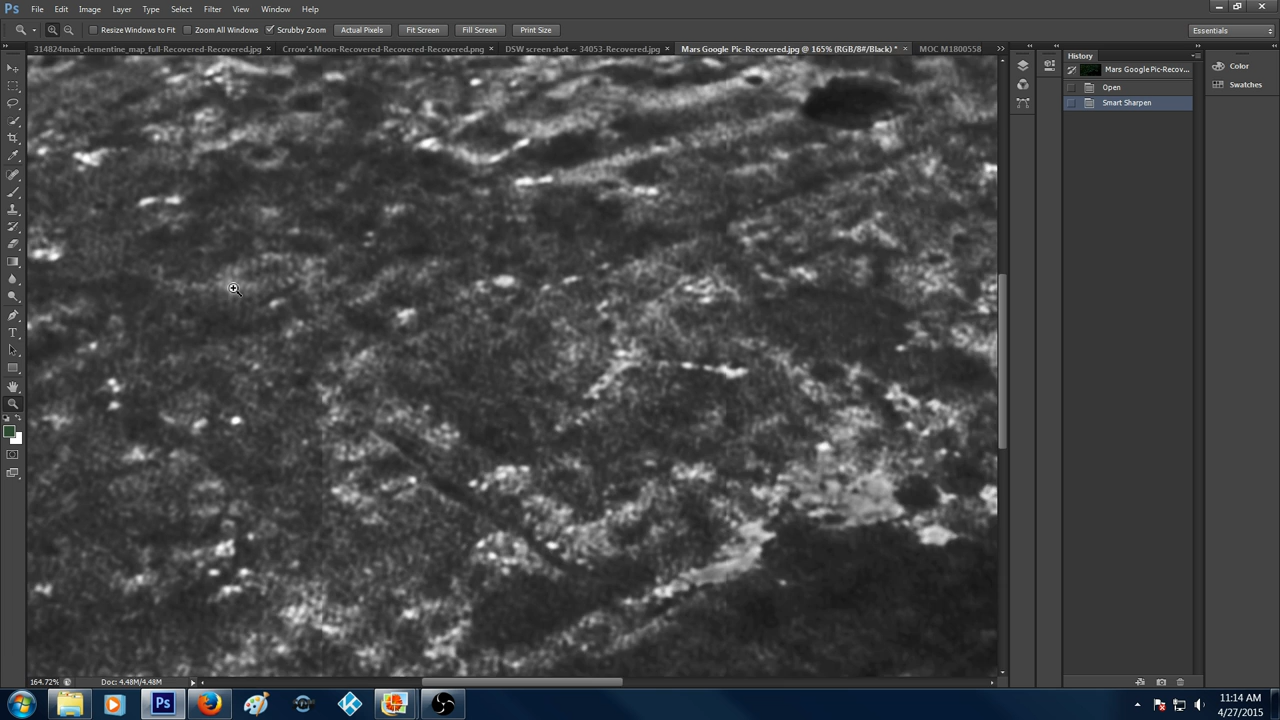 Ps File Edit Image Layer Type Select Filter View Window Help
Resize Windows to Fit Zoom All Windows Scrubby Zoom Actual Pixels Fit Screen Fill Screen Print Size Essentials
314824main_clementine_map_full-Recovered-Recovered.jpg × Crow's Moon-Recovered-Recovered-Recovered.png × DSW screen shot -- 34053-Recovered.jpg × Mars Google Pic-Recovered.jpg @ 165% (RGB/8#/Black) * × MOC M1800558
History
Mars Google Pic-Recov...
Open
Smart Sharpen
Color
Swatches
T
164.72% Doc: 4.48M/4.48M
Ps
11:14 AM
4/27/2015